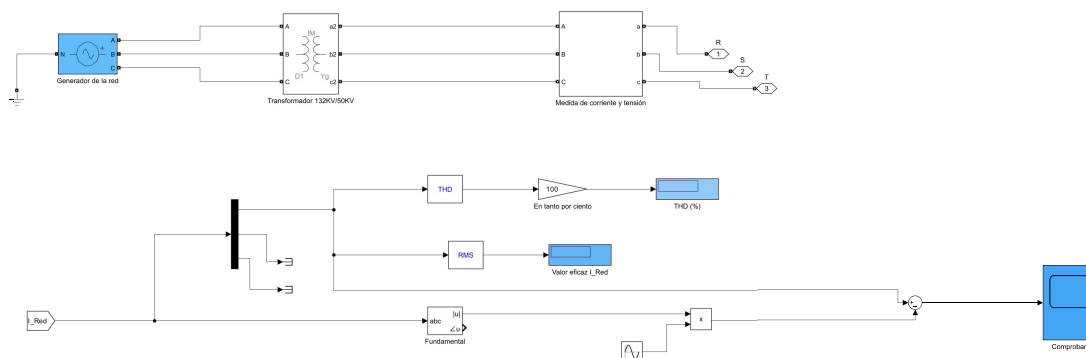 A
A
a2
A
a
R
1
IM
N
+
A
B
B
b2
B
b
S
2
C
D1
Yg
C
c2
C
c
T
3
Generador de la red
Transformador 132KV/50KV
Medida de corriente y tensión
THD
100
En tanto por ciento
THD (%)
RMS
Valor eficaz I_Red
I_Red
abc
|u|
∠u
Fundamental
x
+
−
Comprobar